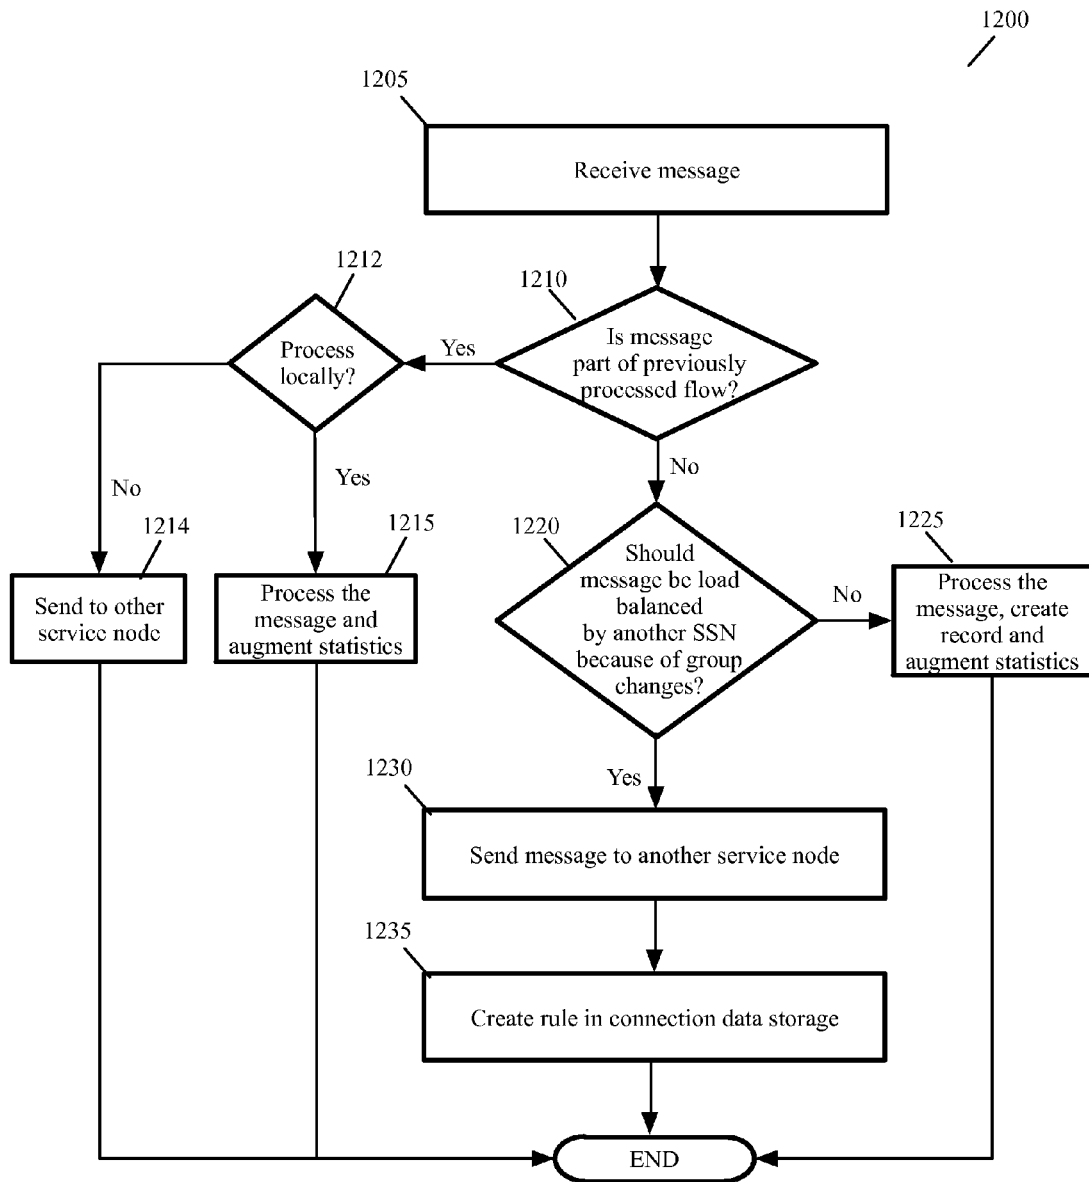 1200
1205
Receive message
1212
1210
Process
locally?
Yes
Is message
part of previously
processed flow?
No
Yes
No
1214
1215
1220
1225
Send to other
service node
Process the
message and
augment statistics
Should
message be load
balanced
by another SSN
because of group
changes?
No
Process the
message, create
record and
augment statistics
Yes
1230
Send message to another service node
1235
Create rule in connection data storage
END